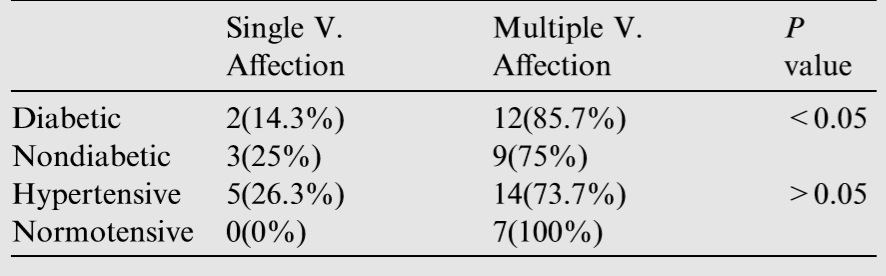 Single V. Multiple V. P
Affection Affection value
Diabetic 2(14.3%) 12(85.7%) <0.05
Nondiabetic 3(25%) 9(75%)
Hypertensive 5(26.3%) 14(73.7%) >0.05
Normotensive 0(0%) 7(100%)